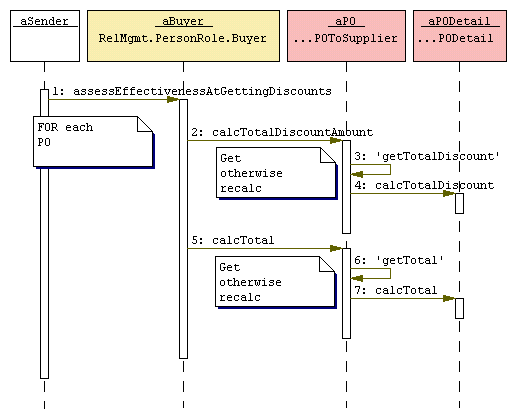 aSender
aBuyer
RelMgmt.PersonRole.Buyer
aPO
...POToSupplier
aPODetail
...PODetail
1: assessEffectivenessAtGettingDiscounts
FOR each
PO
2: calcTotalDiscountAmount
Get
otherwise
recalc
3: 'getTotalDiscount'
4: calcTotalDiscount
5: calcTotal
Get
otherwise
recalc
6: 'getTotal'
7: calcTotal